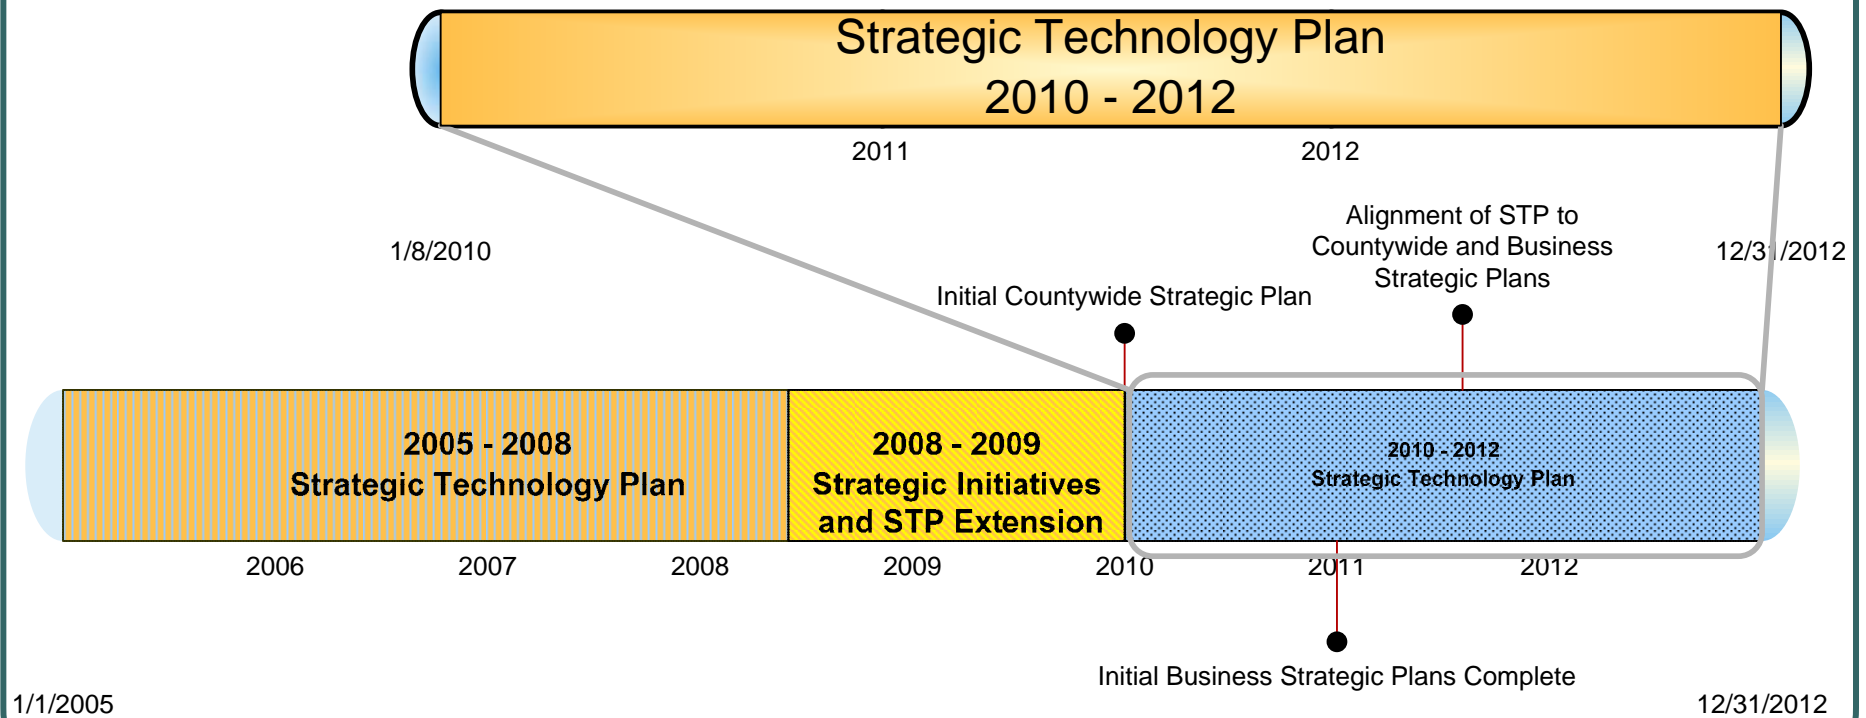 Strategic Technology Plan
2010 - 2012
2011
2012
1/8/2010
12/31/2012
Alignment of STP to
Countywide and Business
Strategic Plans
Initial Countywide Strategic Plan
2005 - 2008
Strategic Technology Plan
2008 - 2009
Strategic Initiatives
and STP Extension
2010 - 2012
Strategic Technology Plan
2006
2007
2008
2009
2010
2011
2012
Initial Business Strategic Plans Complete
1/1/2005
12/31/2012